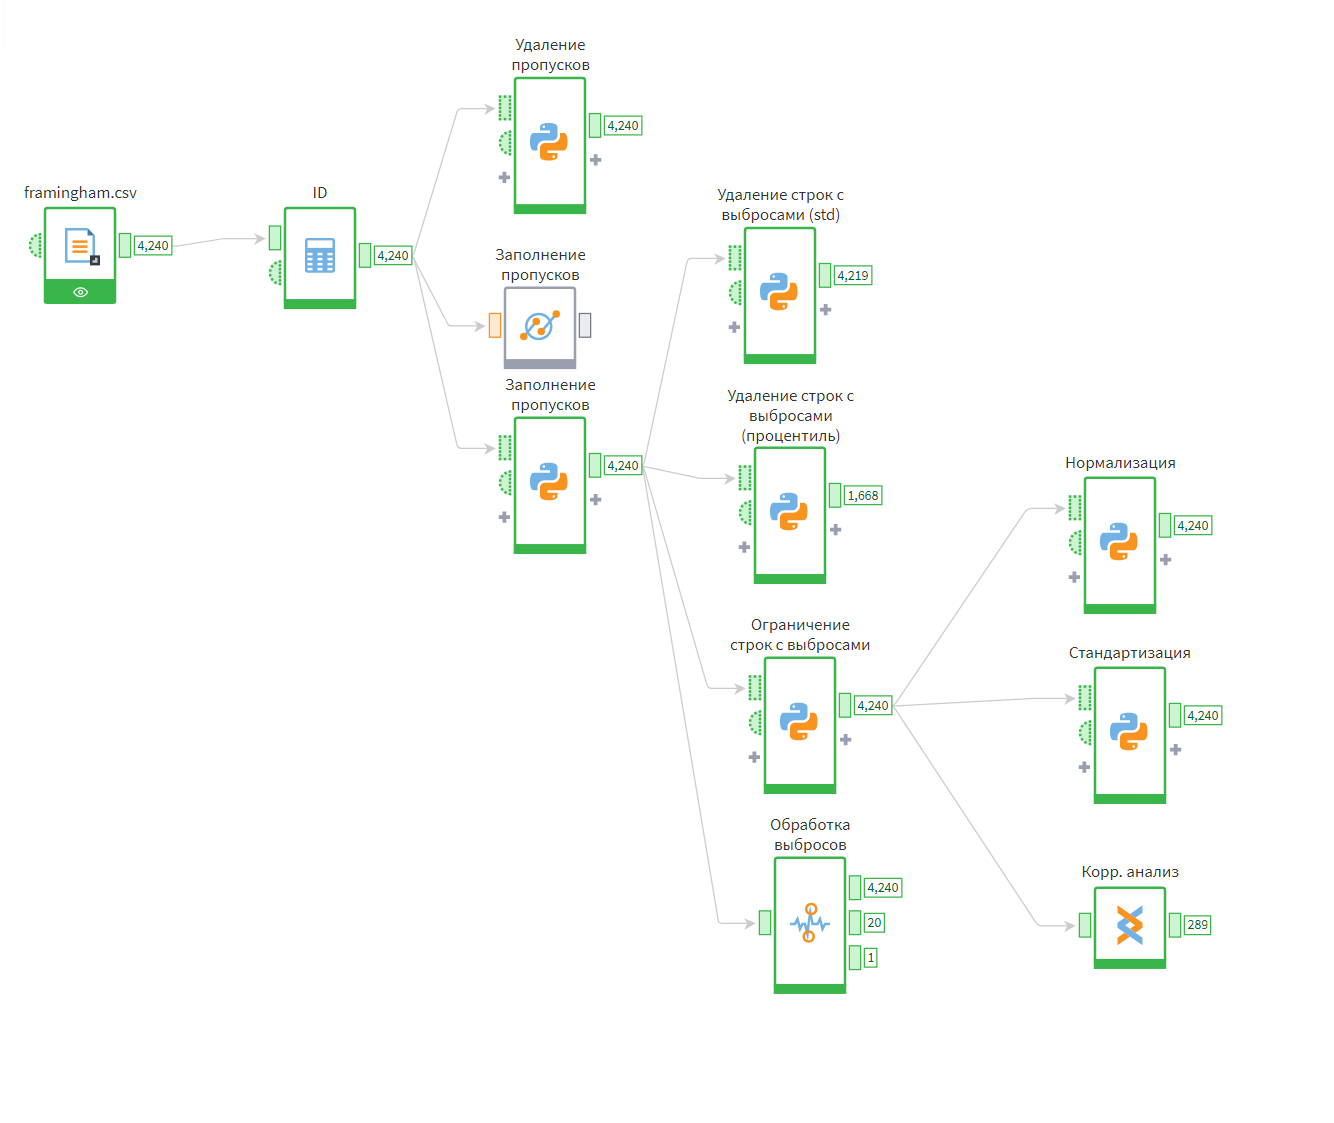 framingham.csv
4,240
ID
4,240
Удаление
пропусков
4,240
Заполнение
пропусков
Заполнение
пропусков
4,240
Удаление строк с
выбросами (std)
4,219
Удаление строк с
выбросами
(процентиль)
1,668
Ограничение
строк с выбросами
4,240
Обработка
выбросов
4,240
20
1
Нормализация
4,240
Стандартизация
4,240
Корр. анализ
289